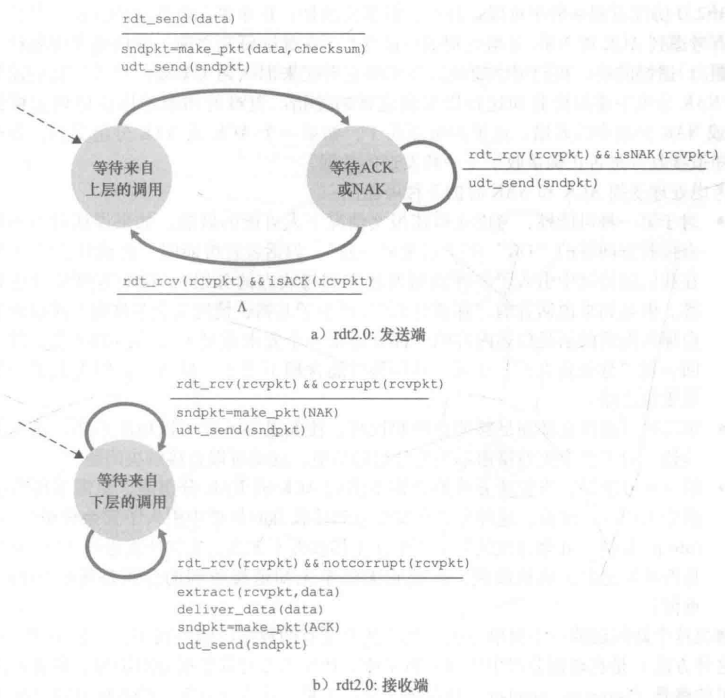 rdt_send(data)
sndpkt=make_pkt(data,checksum)
udt_send(sndpkt)
等待来自
上层的调用
等待ACK
或NAK
rdt_rcv(rcvpkt)&&isNAK(rcvpkt)
udt_send(sndpkt)
rdt_rcv(rcvpkt)&&isACK(rcvpkt)
Λ
a）rdt2.0: 发送端
rdt_rcv(rcvpkt)&&corrupt(rcvpkt)
sndpkt=make_pkt(NAK)
udt_send(sndpkt)
等待来自
下层的调用
rdt_rcv(rcvpkt)&&notcorrupt(rcvpkt)
extract(rcvpkt,data)
deliver_data(data)
sndpkt=make_pkt(ACK)
udt_send(sndpkt)
b）rdt2.0: 接收端